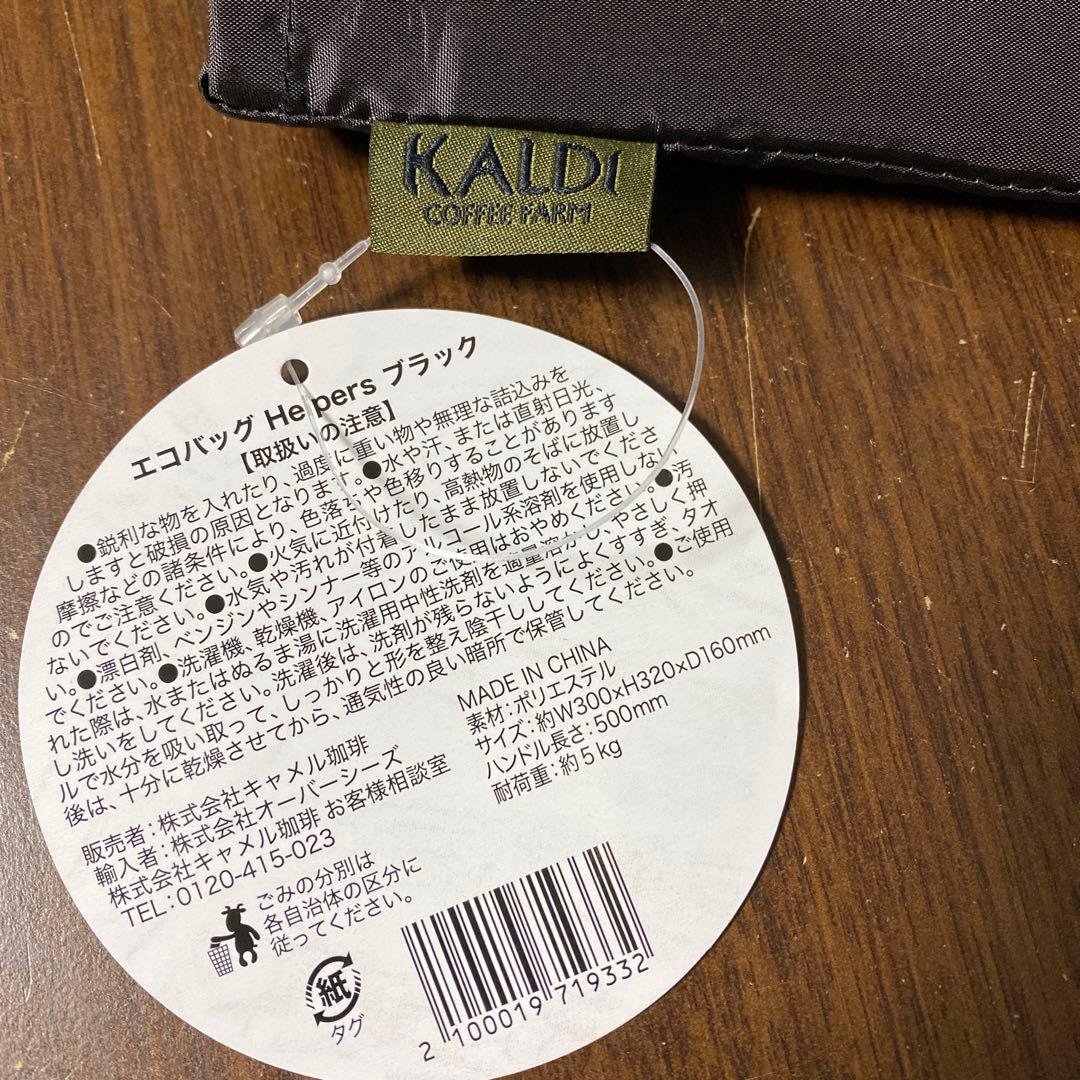 KALDI
COFFEE FARM
エコバッグ Helpers ブラック
【取扱いの注意】
●鋭利な物を入れたり、過度に重い物や無理な詰込みを
しますと破損の原因となります。●水や汗、または直射日光、
摩擦などの諸条件により、色落ちや色移りすることがあります
のでご注意ください。●火気に近付けたり、高熱物のそばに放置し
ないでください。●水気や汚れが付着したまま放置しないでくださ
い。●漂白剤、ベンジンやシンナー等のアルコール系溶剤を使用しない
でください。●洗濯機、乾燥機、アイロンのご使用はおやめください。●汚
れた際は、水またはぬるま湯に洗濯用中性洗剤を適量溶かし、やさしく押
し洗いをしてください。洗濯後は、洗剤が残らないようによくすすぎ、タオ
ルで水分を吸い取って、しっかりと形を整え陰干ししてください。●ご使用
後は、十分に乾燥させてから、通気性の良い暗所で保管してください。
MADE IN CHINA
素材:ポリエステル
サイズ:約W300×H320×D160mm
ハンドル長さ:500mm
耐荷重:約5kg
販売者:株式会社キャメル珈琲
輸入者:株式会社オーバーシーズ
株式会社キャメル珈琲 お客様相談室
TEL:0120-415-023
ごみの分別は
各自治体の区分に
従ってください。
紙
タグ
2 100019 719332